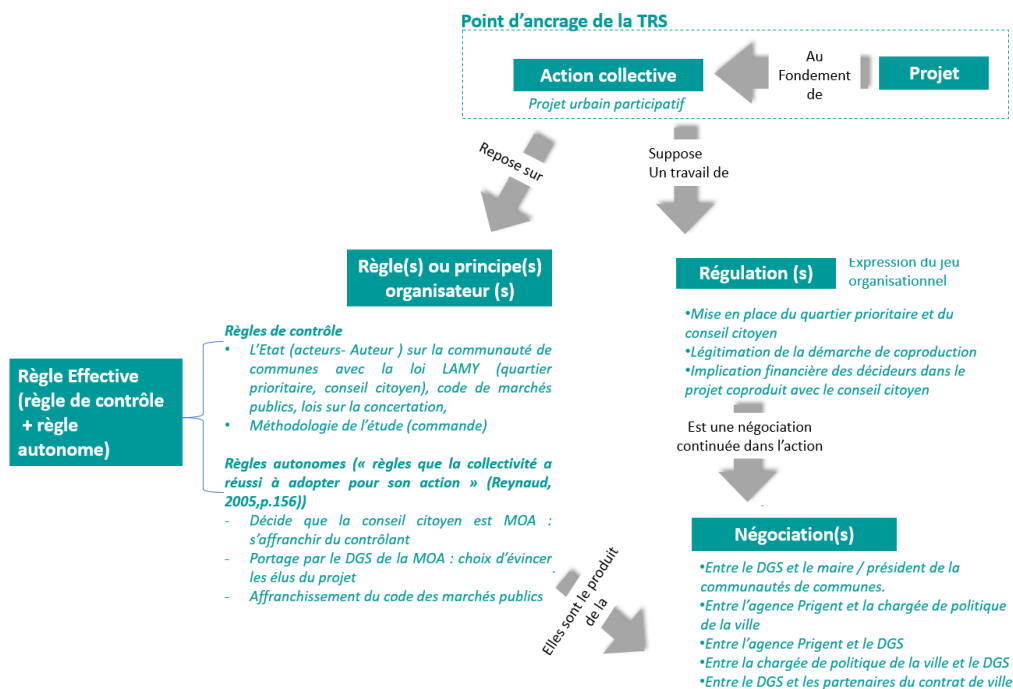 Point d’ancrage de la TRS
Action collective
Projet urbain participatif
Au
Fondement
de
Projet
Repose sur
Suppose
Un travail de
Règle(s) ou principe(s)
organisateur (s)
Régulation (s)
Expression du jeu
organisationnel
Règle Effective
(règle de contrôle
+ règle
autonome)
Règles de contrôle
• L’Etat (acteurs- Auteur ) sur la communauté de
communes avec la loi LAMY (quartier
prioritaire, conseil citoyen), code de marchés
publics, lois sur la concertation,
• Méthodologie de l’étude (commande)
Règles autonomes (« règles que la collectivité a
réussi à adopter pour son action » (Reynaud,
2005,p.156))
- Décide que la conseil citoyen est MOA :
s’affranchir du contrôlant
- Portage par le DGS de la MOA : choix d’évincer
les élus du projet
- Affranchissement du code des marchés publics
•Mise en place du quartier prioritaire et du
conseil citoyen
•Légitimation de la démarche de coproduction
•Implication financière des décideurs dans le
projet coproduit avec le conseil citoyen
Est une négociation
continuée dans l’action
Elles sont le produit
de la
Négociation(s)
•Entre le DGS et le maire / président de la
communautés de communes.
•Entre l’agence Prigent et la chargée de politique
de la ville
•Entre l’agence Prigent et le DGS
•Entre la chargée de politique de la ville et le DGS
•Entre le DGS et les partenaires du contrat de ville